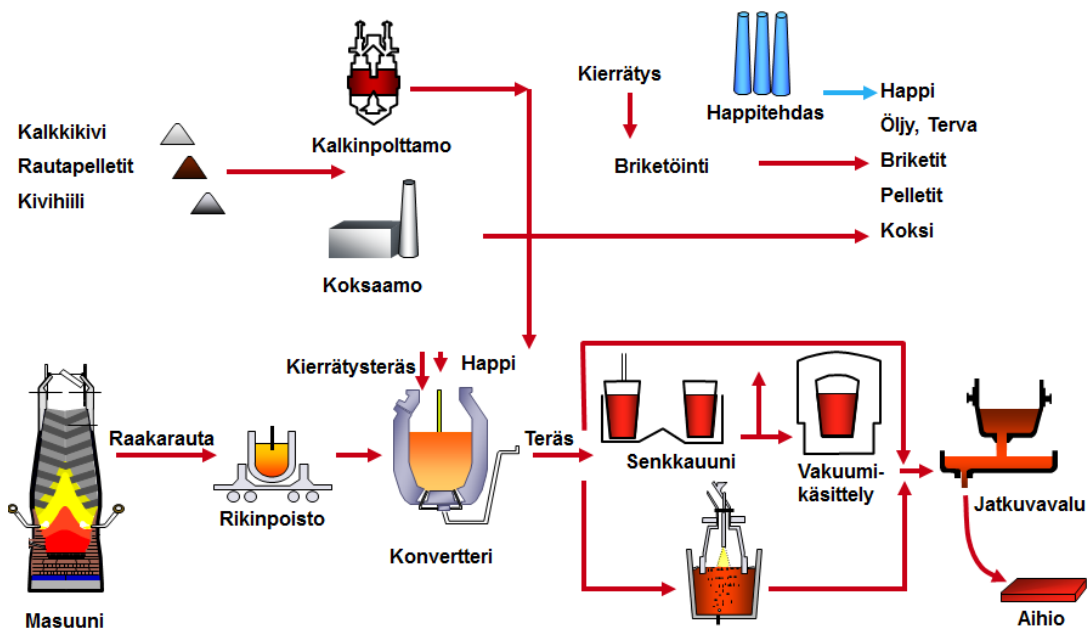 Kierrätys
Happitehdas
Happi
Öljy, Terva
Kalkkikivi
Kalkinpolttamo
Rautapelletit
Briketöinti
Briketit
Kivihiili
Pelletit
Koksi
Koksaamo
Kierrätysteräs
Happi
Raakarauta
Teräs
Senkkauuni
Vakuumi-
käsittely
Rikinpoisto
Jatkuvavalu
Konvertteri
Masuuni
Aihio